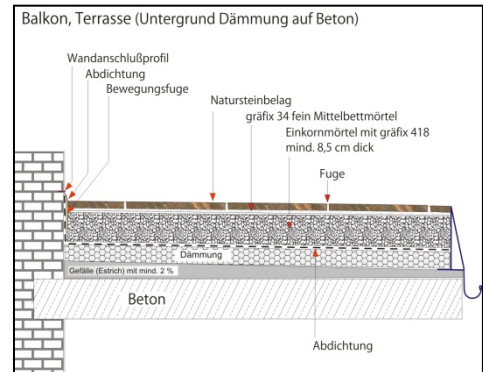 Balkon, Terrasse (Untergrund Dämmung auf Beton)
Wandanschlußprofil
Abdichtung
Bewegungsfuge
Natursteinbelag
gräfix 34 fein Mittelbettmörtel
Einkornmörtel mit gräfix 418
mind. 8,5 cm dick
Fuge
Dämmung
Gefälle (Estrich) mit mind. 2 %
Beton
Abdichtung